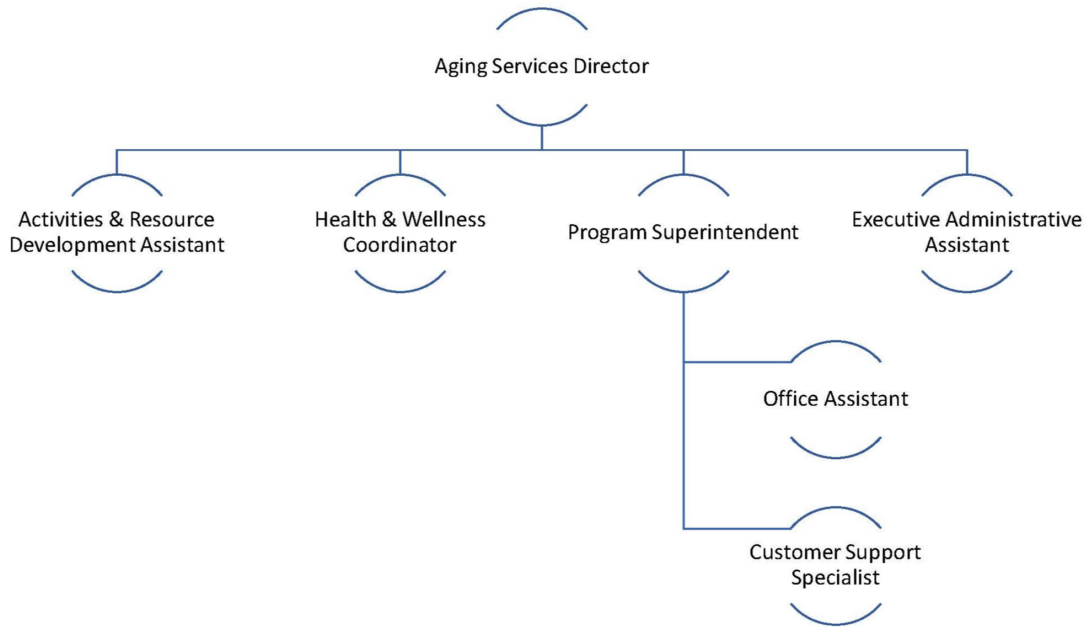 Aging Services Director
Activities & Resource
Development Assistant
Health & Wellness
Coordinator
Program Superintendent
Executive Administrative
Assistant
Office Assistant
Customer Support
Specialist